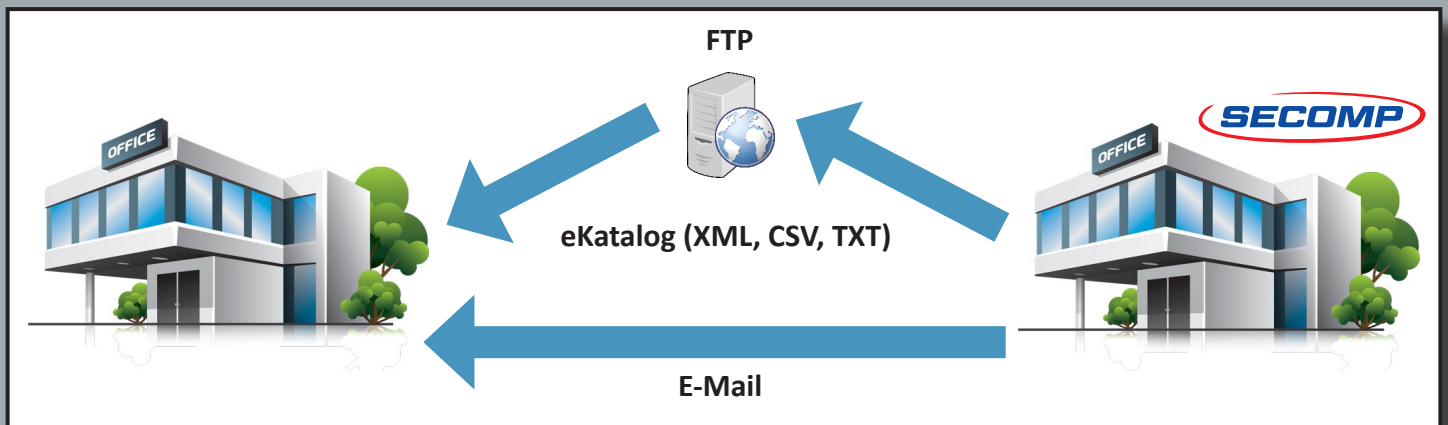 FTP
SECOMP
OFFICE
OFFICE
eKatalog (XML, CSV, TXT)
E-Mail